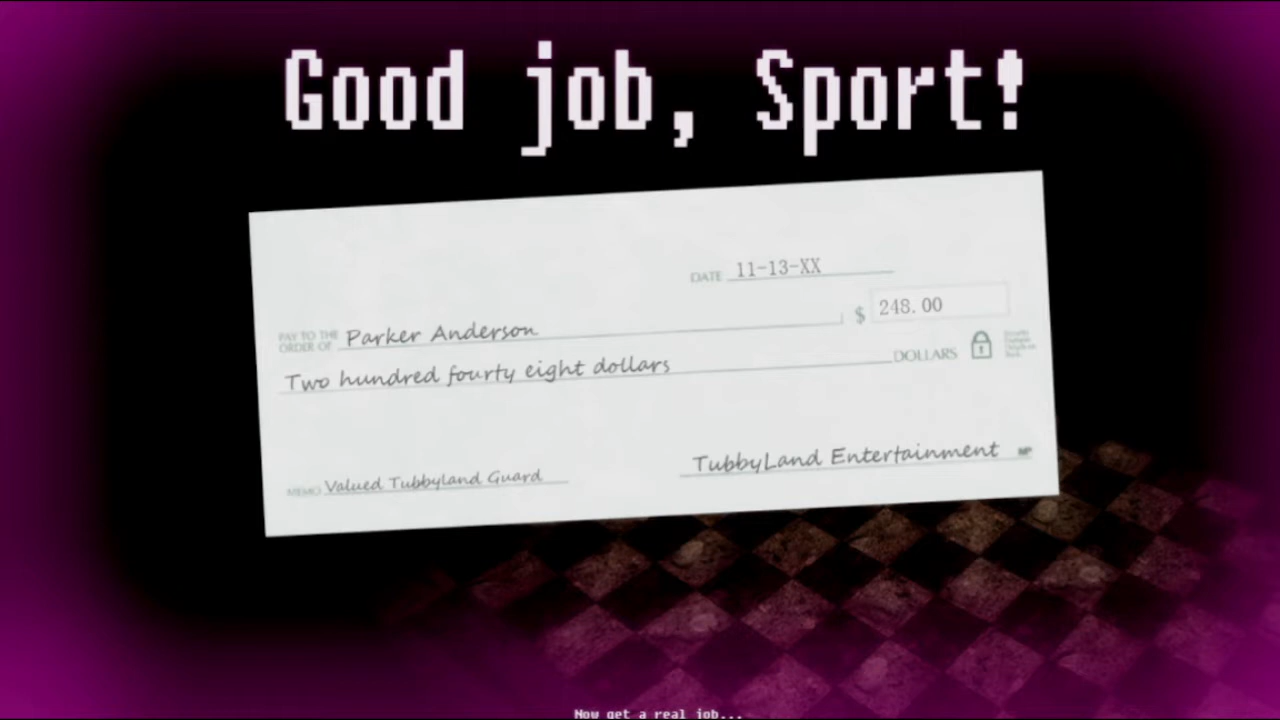 Good job, Sport!
DATE 11-13-XX
PAY TO THE
ORDER OF Parker Anderson $ 248.00
Two hundred fourty eight dollars DOLLARS
MEMO Valued Tubbyland Guard TubbyLand Entertainment MP
Now get a real job...